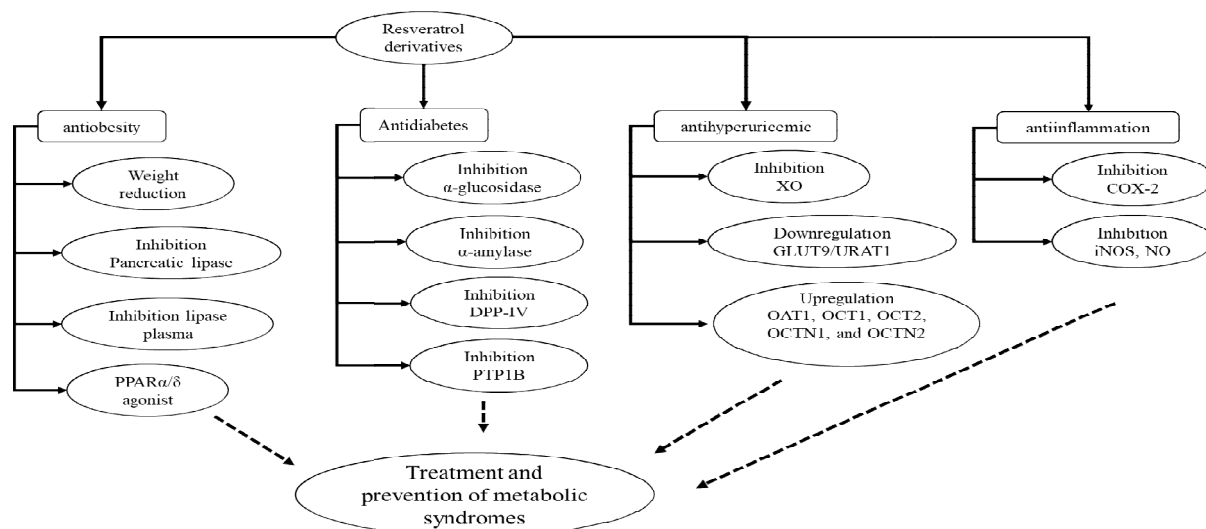 Resveratrol
derivatives
antiobesity
Weight
reduction
Inhibition
Pancreatic lipase
Inhibition lipase
plasma
PPARα/δ
agonist
Antidiabetes
Inhibition
α-glucosidase
Inhibition
α-amylase
Inhibition
DPP-IV
Inhibition
PTP1B
antihyperuricemic
Inhibition
XO
Downregulation
GLUT9/URAT1
Upregulation
OAT1, OCT1, OCT2,
OCTN1, and OCTN2
antiinflammation
Inhibition
COX-2
Inhibition
iNOS, NO
Treatment and
prevention of metabolic
syndromes